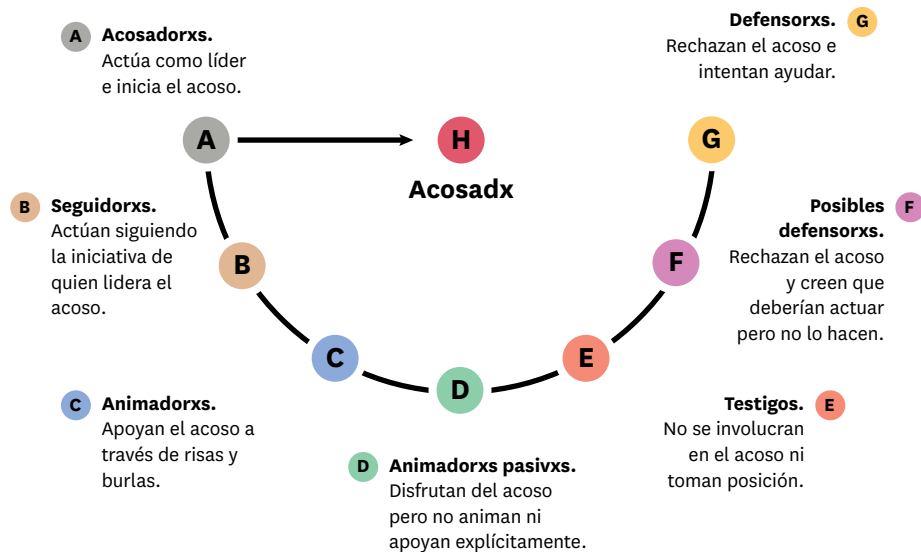 A Acosadorxs.
Actúa como líder
e inicia el acoso.
Defensorxs. G
Rechazan el acoso e
intentan ayudar.
A
H
G
Acosadx
B Seguidorxs.
Actúan siguiendo
la iniciativa de
quien lidera el
acoso.
Posibles F
defensorxs.
Rechazan el acoso
y creen que
deberían actuar
pero no lo hacen.
B
F
C
E
D
C Animadorxs.
Apoyan el acoso a
través de risas y
burlas.
D Animadorxs pasivxs.
Disfrutan del acoso
pero no animan ni
apoyan explícitamente.
Testigos. E
No se involucran
en el acoso ni
toman posición.